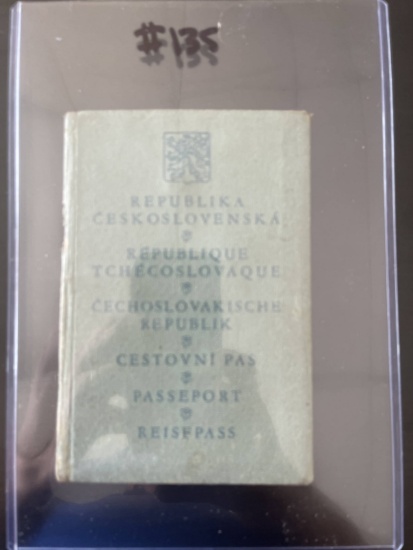 #135
REPUBLIKA
ČESKOSLOVENSKÁ
RÉPUBLIQUE
TCHÉCOSLOVAQUE
ČECHOSLOVAKISCHE
REPUBLIK
CESTOVNÍ PAS
PASSEPORT
REISEPASS